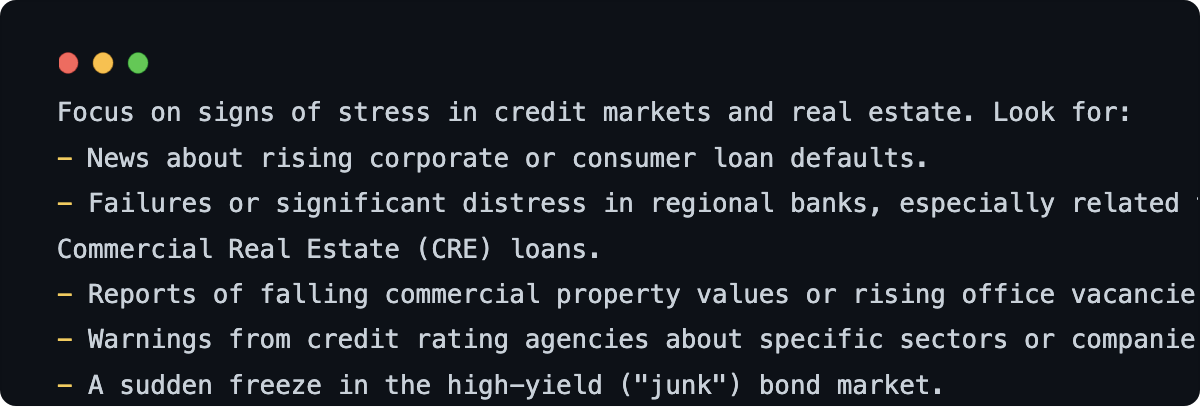 Focus on signs of stress in credit markets and real estate. Look for:
– News about rising corporate or consumer loan defaults.
– Failures or significant distress in regional banks, especially related
Commercial Real Estate (CRE) loans.
– Reports of falling commercial property values or rising office vacancie
– Warnings from credit rating agencies about specific sectors or companie
– A sudden freeze in the high-yield ("junk") bond market.